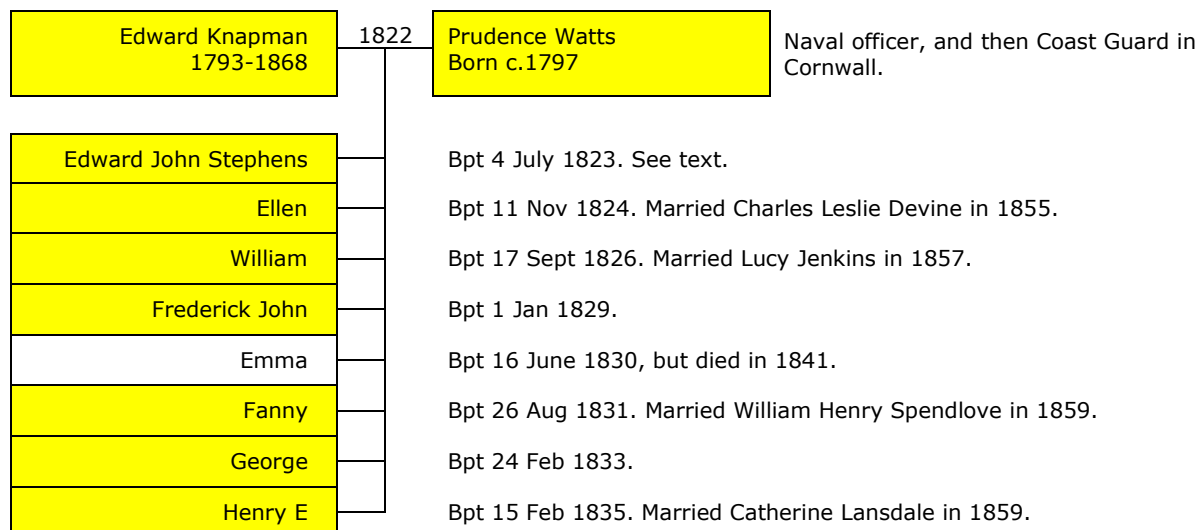 Edward Knapman 1822 Prudence Watts Naval officer, and then Coast Guard in
1793-1868 Born c.1797 Cornwall.
Edward John Stephens Bpt 4 July 1823. See text.
Ellen Bpt 11 Nov 1824. Married Charles Leslie Devine in 1855.
William Bpt 17 Sept 1826. Married Lucy Jenkins in 1857.
Frederick John Bpt 1 Jan 1829.
Emma Bpt 16 June 1830, but died in 1841.
Fanny Bpt 26 Aug 1831. Married William Henry Spendlove in 1859.
George Bpt 24 Feb 1833.
Henry E Bpt 15 Feb 1835. Married Catherine Lansdale in 1859.